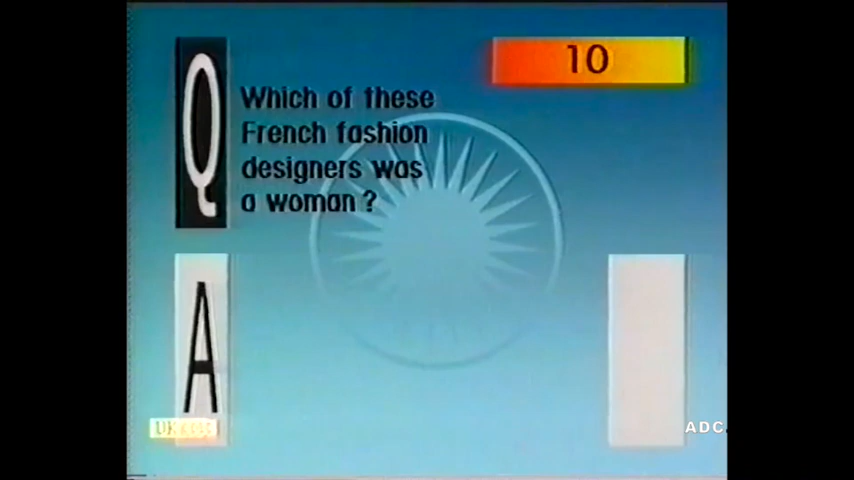 Q
10
Which of these
French fashion
designers was
a woman ?
A
ADC